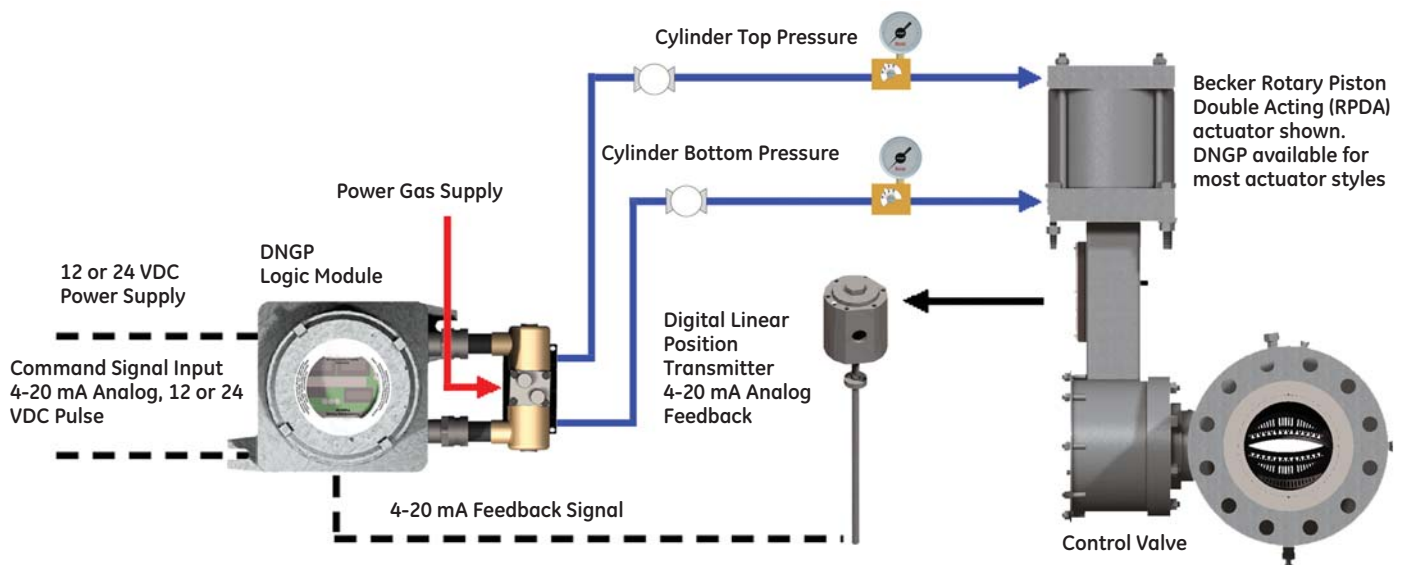 Cylinder Top Pressure
Becker Rotary Piston
Double Acting (RPDA)
actuator shown.
DNGP available for
most actuator styles
Cylinder Bottom Pressure
Power Gas Supply
DNGP
Logic Module
12 or 24 VDC
Power Supply
Command Signal Input
4-20 mA Analog, 12 or 24
VDC Pulse
Digital Linear
Position
Transmitter
4-20 mA Analog
Feedback
4-20 mA Feedback Signal
Control Valve